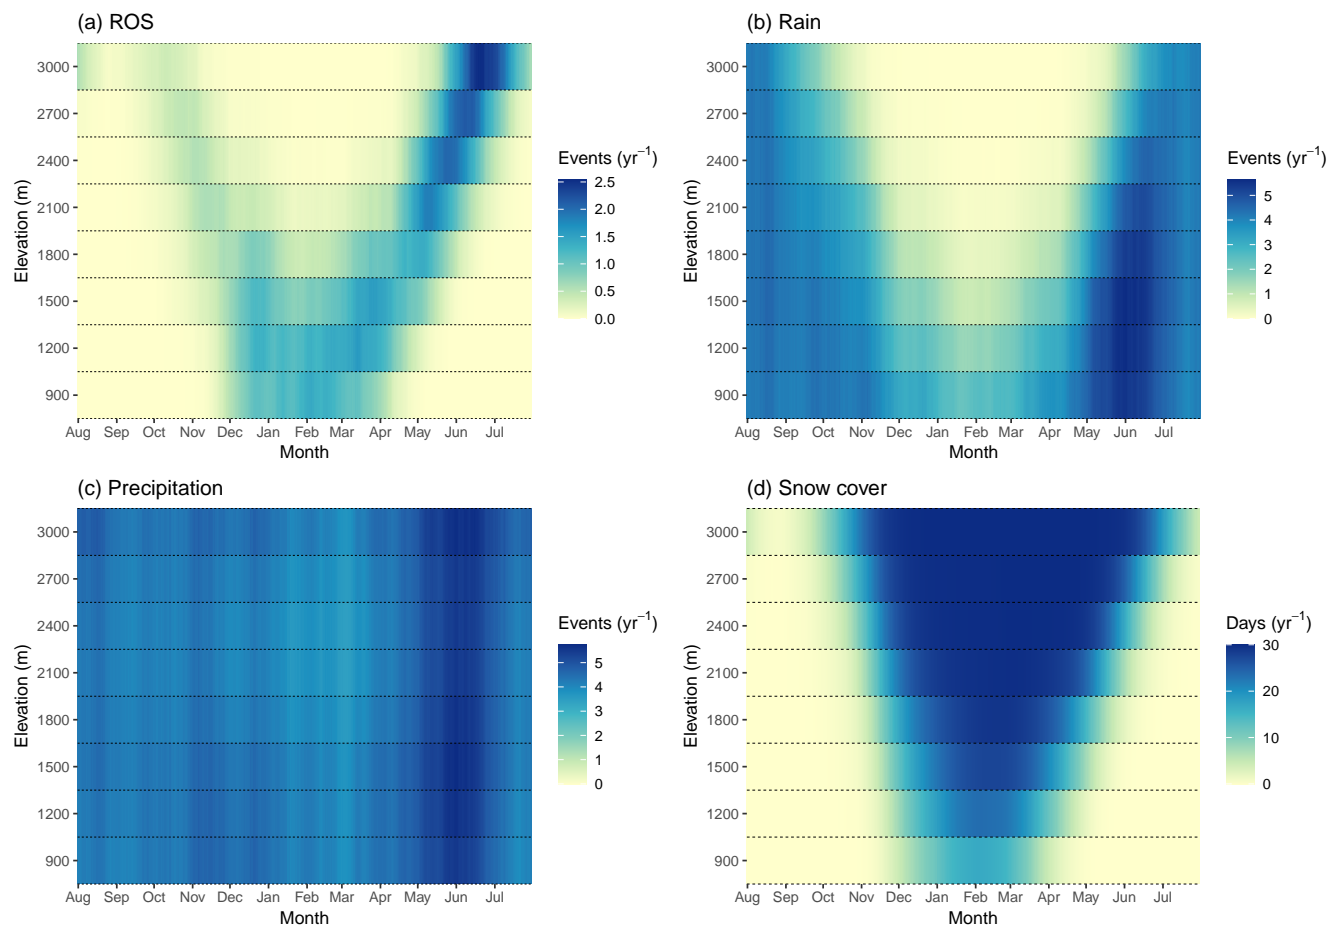 (a) ROS
3000
2700
2400
2100
1800
1500
1200
900
Elevation (m)
Aug Sep Oct Nov Dec Jan Feb Mar Apr May Jun Jul
Month
Events (yr⁻¹)
2.5
2.0
1.5
1.0
0.5
0.0
(b) Rain
3000
2700
2400
2100
1800
1500
1200
900
Elevation (m)
Aug Sep Oct Nov Dec Jan Feb Mar Apr May Jun Jul
Month
Events (yr⁻¹)
5
4
3
2
1
0
(c) Precipitation
3000
2700
2400
2100
1800
1500
1200
900
Elevation (m)
Aug Sep Oct Nov Dec Jan Feb Mar Apr May Jun Jul
Month
Events (yr⁻¹)
5
4
3
2
1
0
(d) Snow cover
3000
2700
2400
2100
1800
1500
1200
900
Elevation (m)
Aug Sep Oct Nov Dec Jan Feb Mar Apr May Jun Jul
Month
Days (yr⁻¹)
30
20
10
0